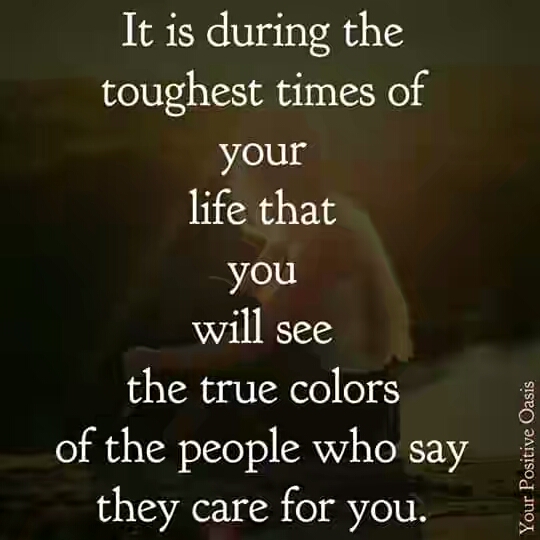 It is during the
toughest times of
your
life that
you
will see
the true colors
of the people who say
they care for you.
Your Positive Oasis